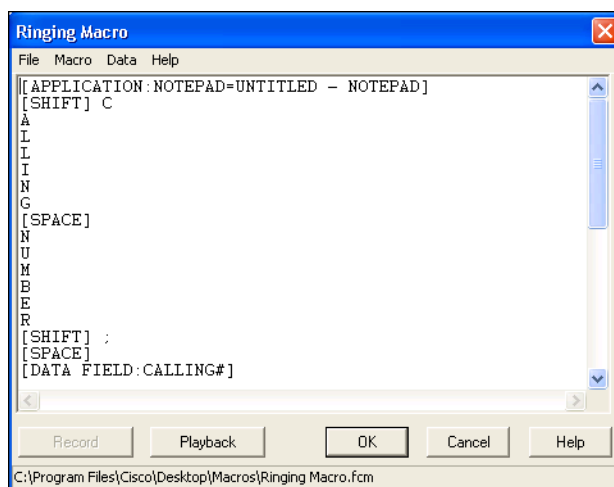 Ringing Macro
File Macro Data Help
[APPLICATION:NOTEPAD=UNTITLED – NOTEPAD]
[SHIFT] C
A
L
L
I
N
G
[SPACE]
N
U
M
B
E
R
[SHIFT] ;
[SPACE]
[DATA FIELD:CALLING#]
Record Playback OK Cancel Help
C:\Program Files\Cisco\Desktop\Macros\Ringing Macro.fcm